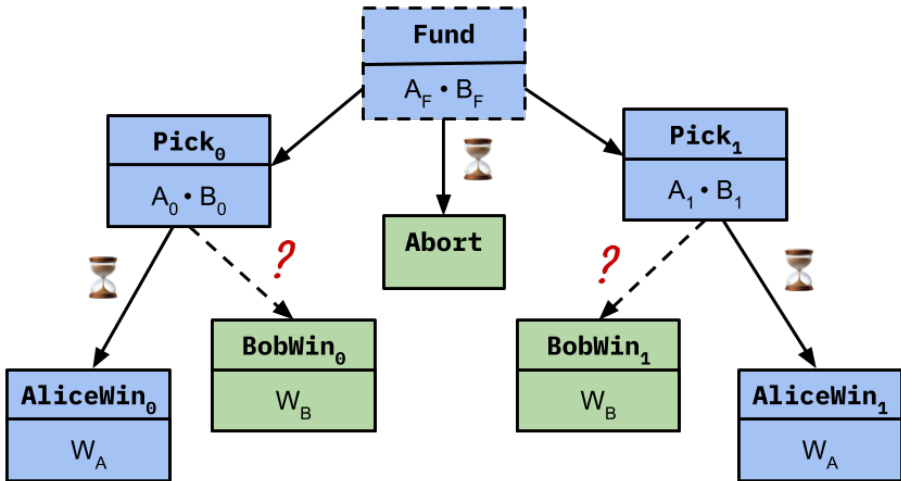 Fund
A_F • B_F
Pick_0
A_0 • B_0
Pick_1
A_1 • B_1
Abort
?
?
BobWin_0
W_B
BobWin_1
W_B
AliceWin_0
W_A
AliceWin_1
W_A